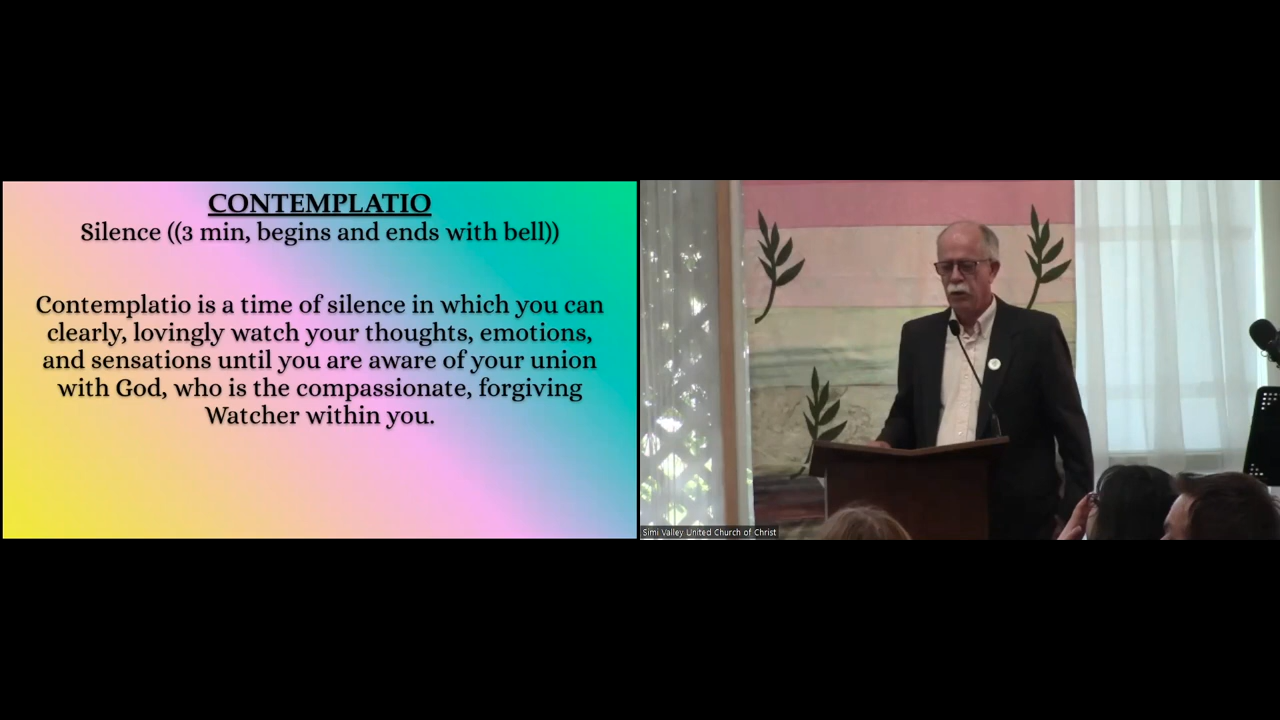 CONTEMPLATIO
Silence ((3 min, begins and ends with bell))
Contemplatio is a time of silence in which you can
clearly, lovingly watch your thoughts, emotions,
and sensations until you are aware of your union
with God, who is the compassionate, forgiving
Watcher within you.
Simi Valley United Church of Christ